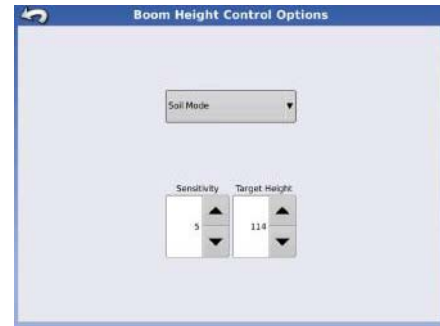 Boom Height Control Options
Soil Mode
Sensitivity Target Height
5 114